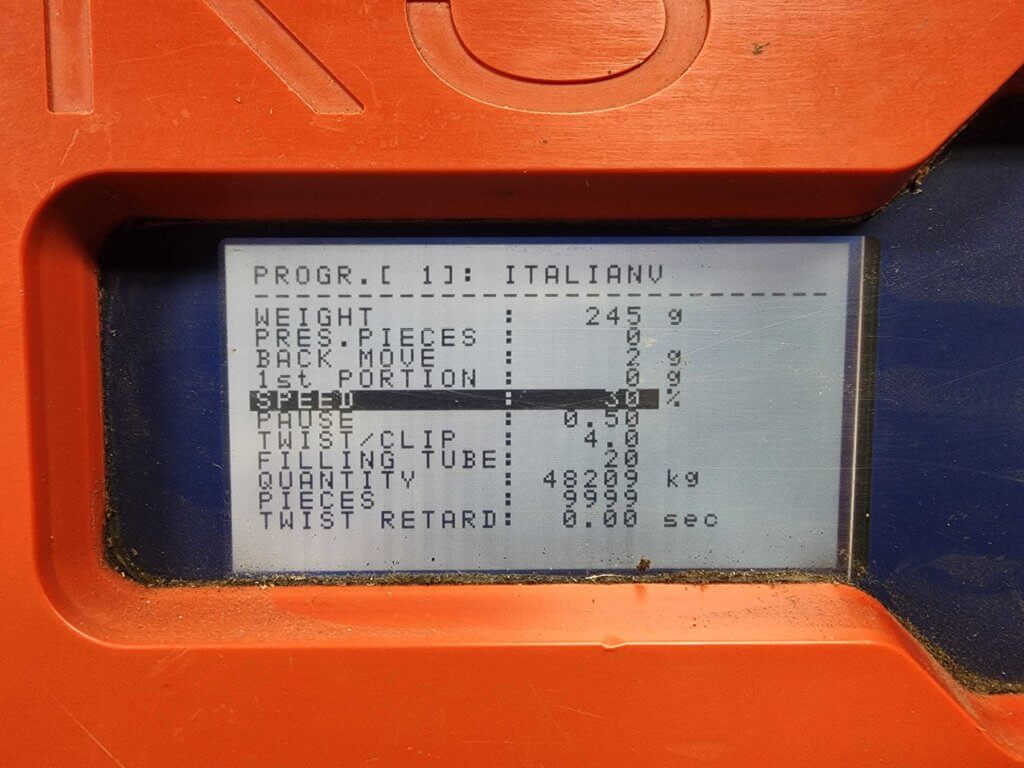 PROGR.[ 1]: ITALIANV
WEIGHT : 245 g
PRES.PIECES : 0
BACK MOVE : 2 g
1st PORTION : 0 g
SPEED : 30 %
PAUSE : 0.50
TWIST/CLIP : 4.0
FILLING TUBE: 20
QUANTITY : 48209 kg
PIECES : 9999
TWIST RETARD: 0.00 sec